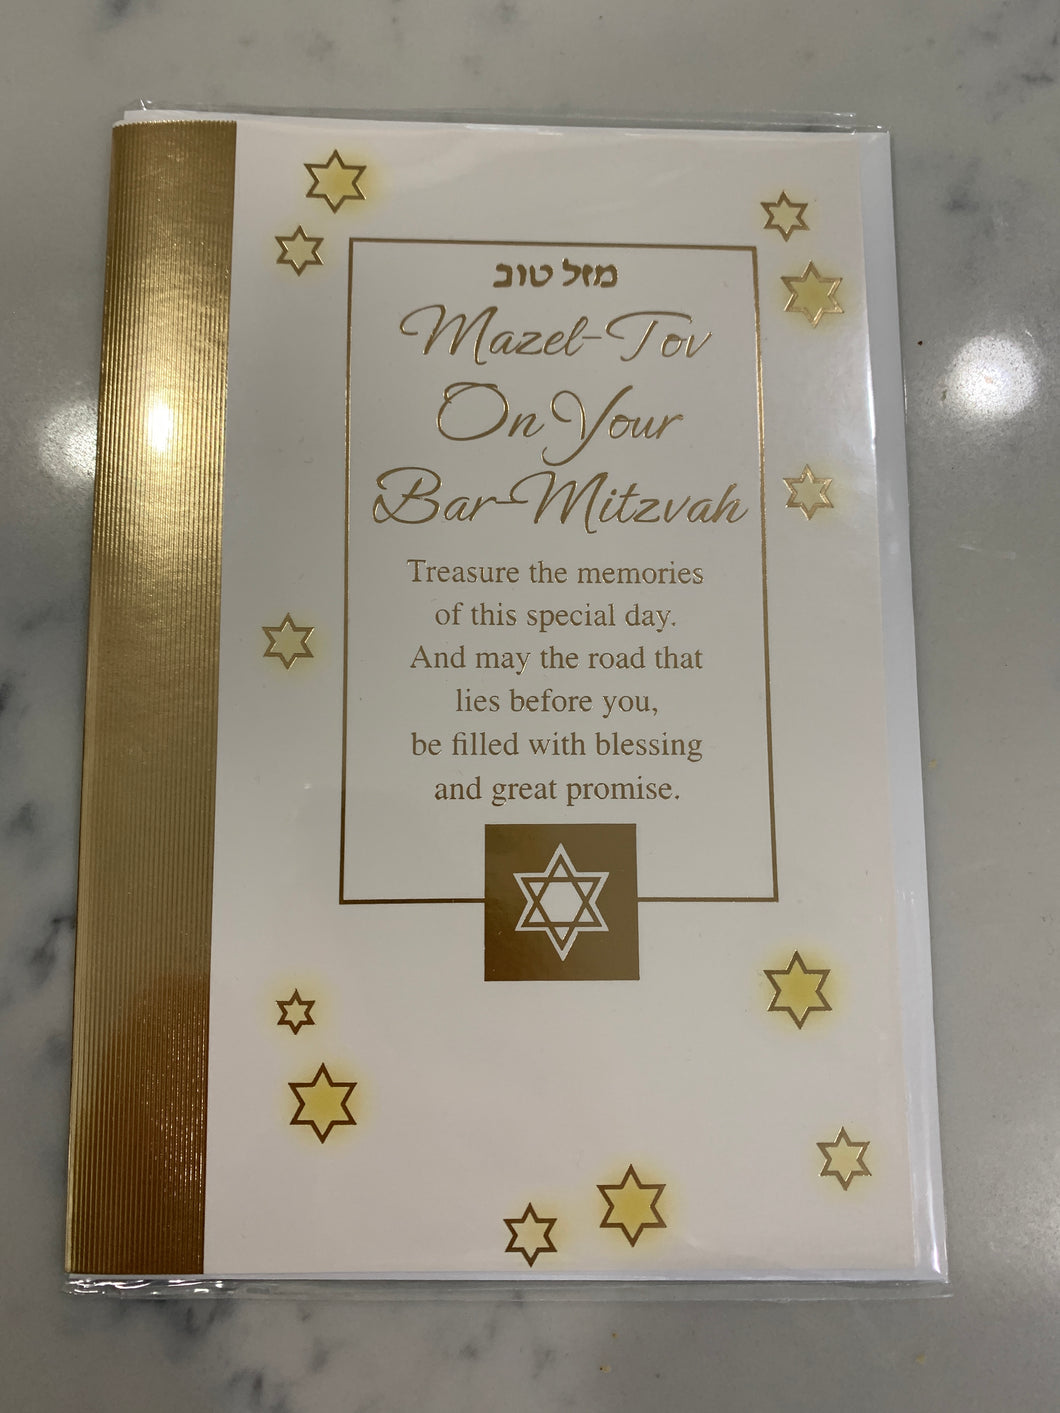 מזל טוב
Mazel-Tov
On Your
Bar-Mitzvah
Treasure the memories
of this special day.
And may the road that
lies before you,
be filled with blessing
and great promise.